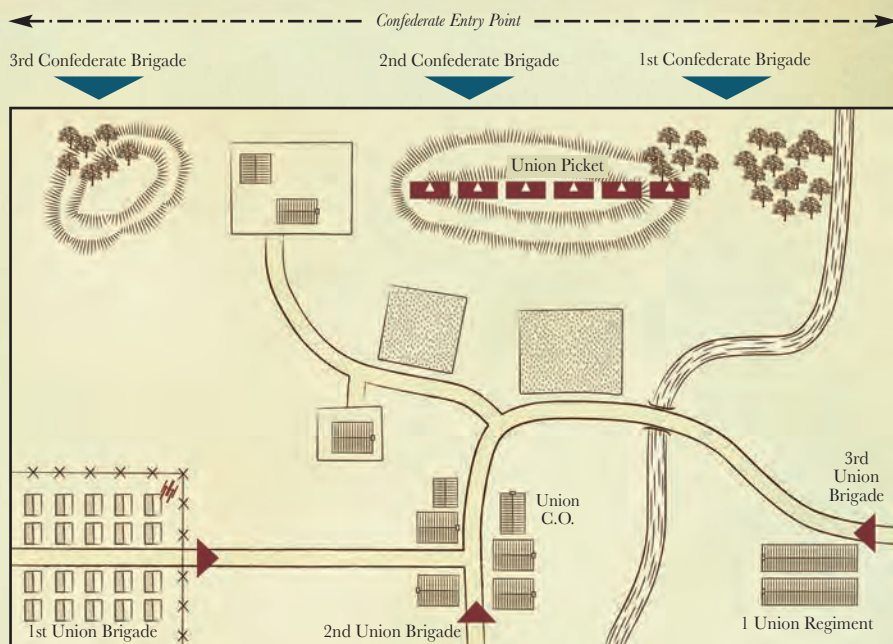 Confederate Entry Point
3rd Confederate Brigade
2nd Confederate Brigade
1st Confederate Brigade
Union Picket
Union
C.O.
3rd
Union
Brigade
1st Union Brigade
2nd Union Brigade
1 Union Regiment